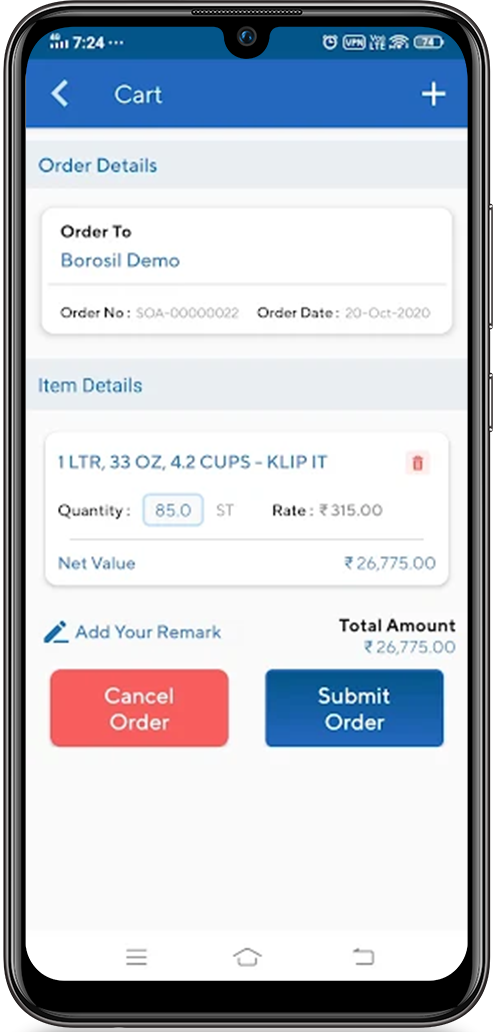 7:24 ... VPN 74
Cart
Order Details
Order To
Borosil Demo
Order No : SOA-00000022 Order Date : 20-Oct-2020
Item Details
1 LTR, 33 OZ, 4.2 CUPS - KLIP IT
Quantity : 85.0 ST Rate : ₹ 315.00
Net Value ₹ 26,775.00
Add Your Remark
Total Amount
₹ 26,775.00
Cancel
Order
Submit
Order